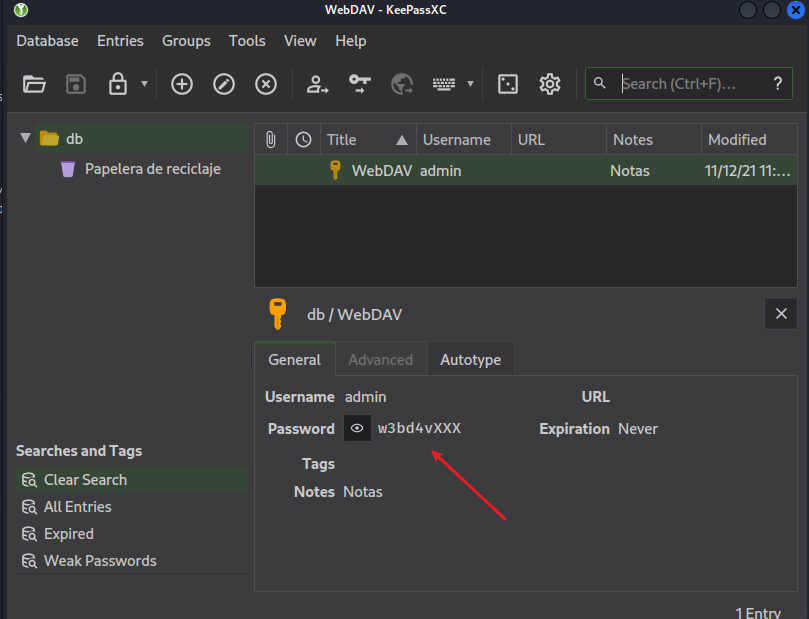 WebDAV - KeePassXC
Database Entries Groups Tools View Help
Search (Ctrl+F)... ?
db
Papelera de reciclaje
Title Username URL Notes Modified
WebDAV admin Notas 11/12/21 11:...
db / WebDAV
General Advanced Autotype
Username admin URL
Password w3bd4vXXX Expiration Never
Tags
Notes Notas
Searches and Tags
Clear Search
All Entries
Expired
Weak Passwords
1 Entry